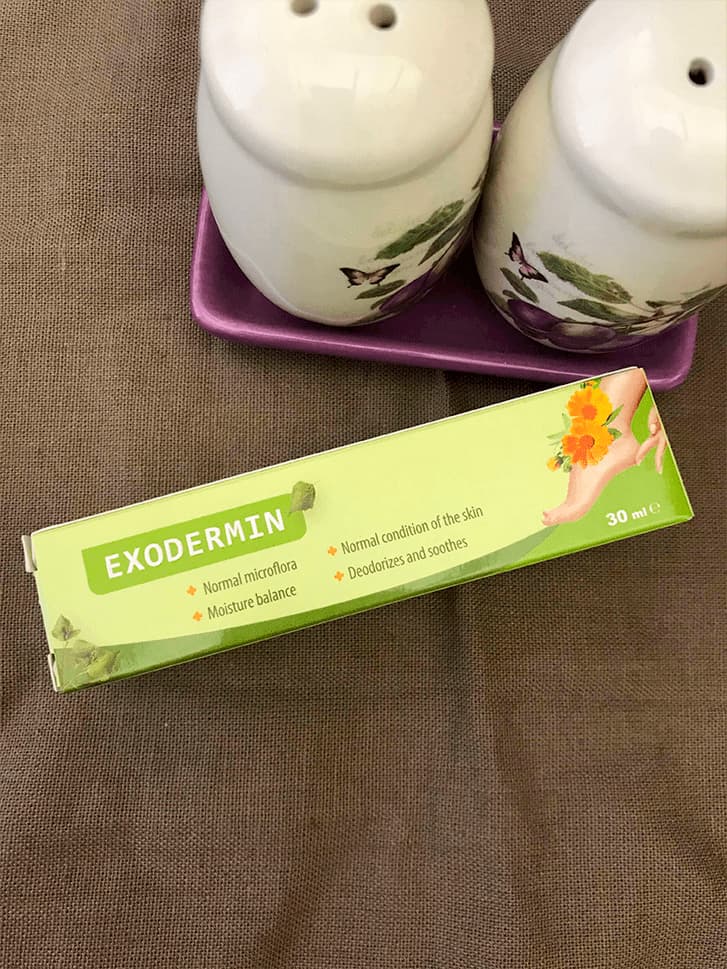 EXODERMIN
Normal microflora
Moisture balance
Normal condition of the skin
Deodorizes and soothes
30 ml ℮